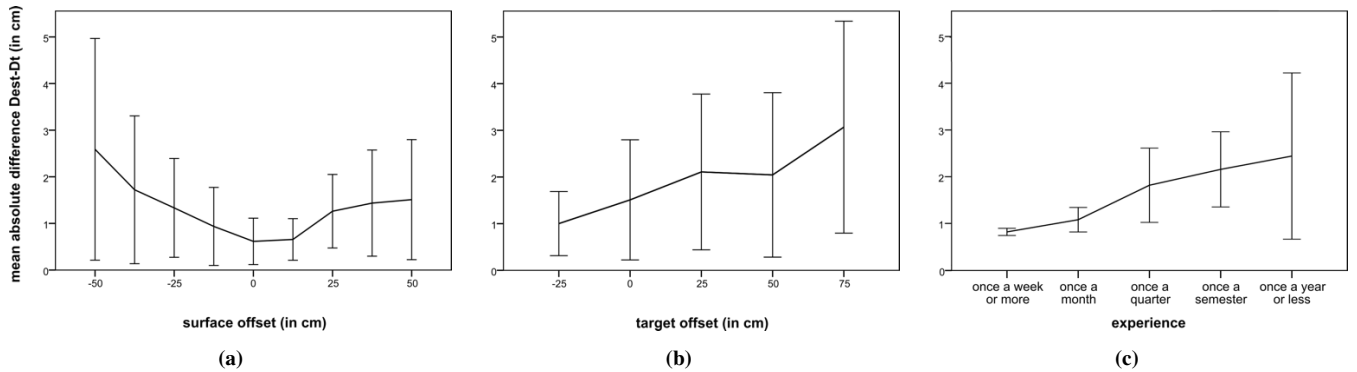 mean absolute difference Dest-Dt (in cm)
5
4
3
2
1
0
-50
-25
0
25
50
surface offset (in cm)
(a)
5
4
3
2
1
0
-25
0
25
50
75
target offset (in cm)
(b)
5
4
3
2
1
0
once a week
or more
once a
month
once a
quarter
once a
semester
once a year
or less
experience
(c)